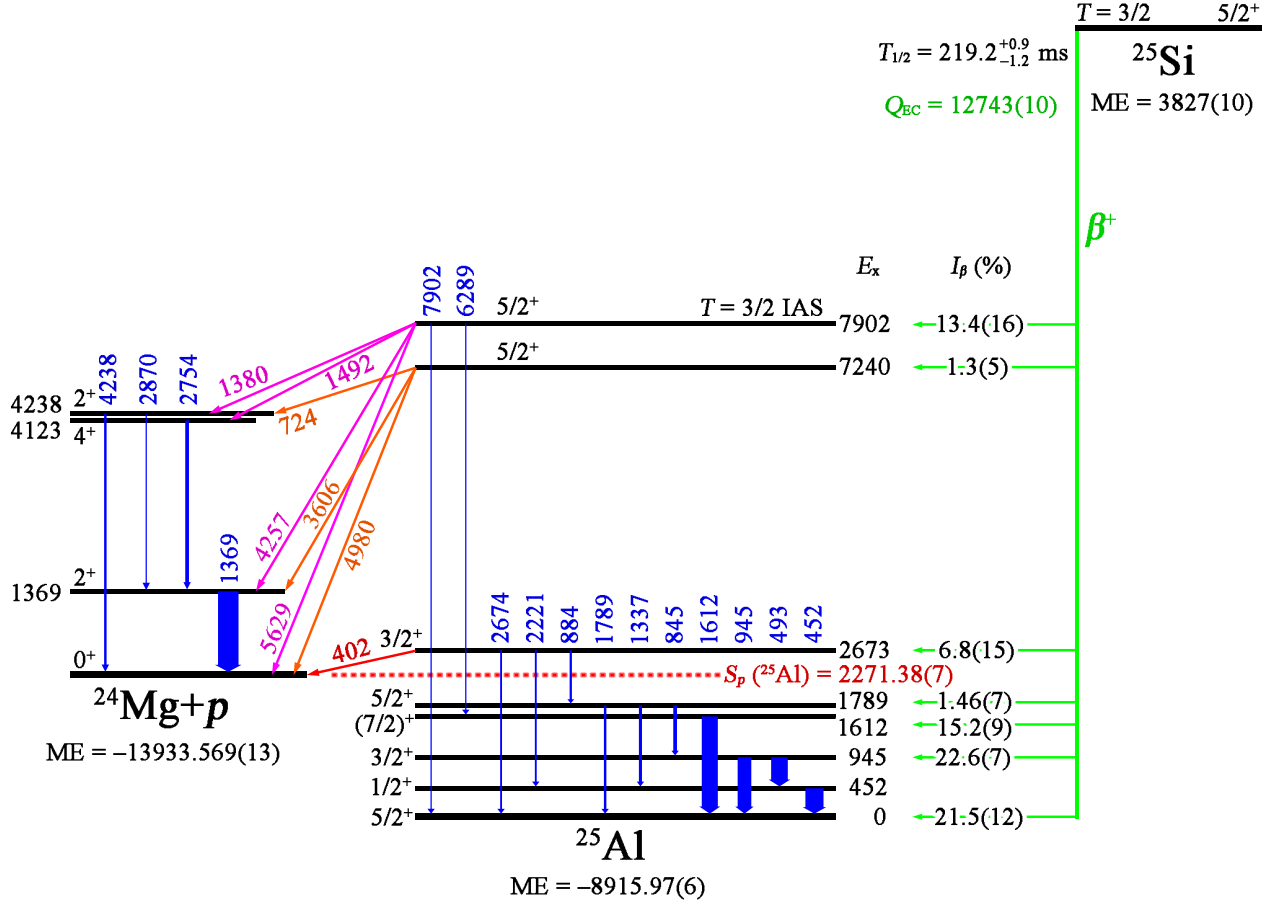 T = 3/2 5/2⁺
T₁/₂ = 219.2 +0.9 −1.2 ms
²⁵Si
Q_EC = 12743(10)
ME = 3827(10)
β⁺
Eₓ I_β (%)
7902 6289
5/2⁺ T = 3/2 IAS 7902 13.4(16)
5/2⁺ 7240 1.3(5)
4238 2870 2754
1380 1492
4238 2⁺
724
4123 4⁺
3606
4257
4980
1369
1369 2⁺
5629
2674 2221 884 1789 1337 845 1612 945 493 452
402
3/2⁺ 2673 6.8(15)
0⁺
Sₚ (²⁵Al) = 2271.38(7)
²⁴Mg+p
ME = –13933.569(13)
5/2⁺ 1789 1.46(7)
(7/2)⁺ 1612 15.2(9)
3/2⁺ 945 22.6(7)
1/2⁺ 452
5/2⁺ 0 21.5(12)
²⁵Al
ME = –8915.97(6)